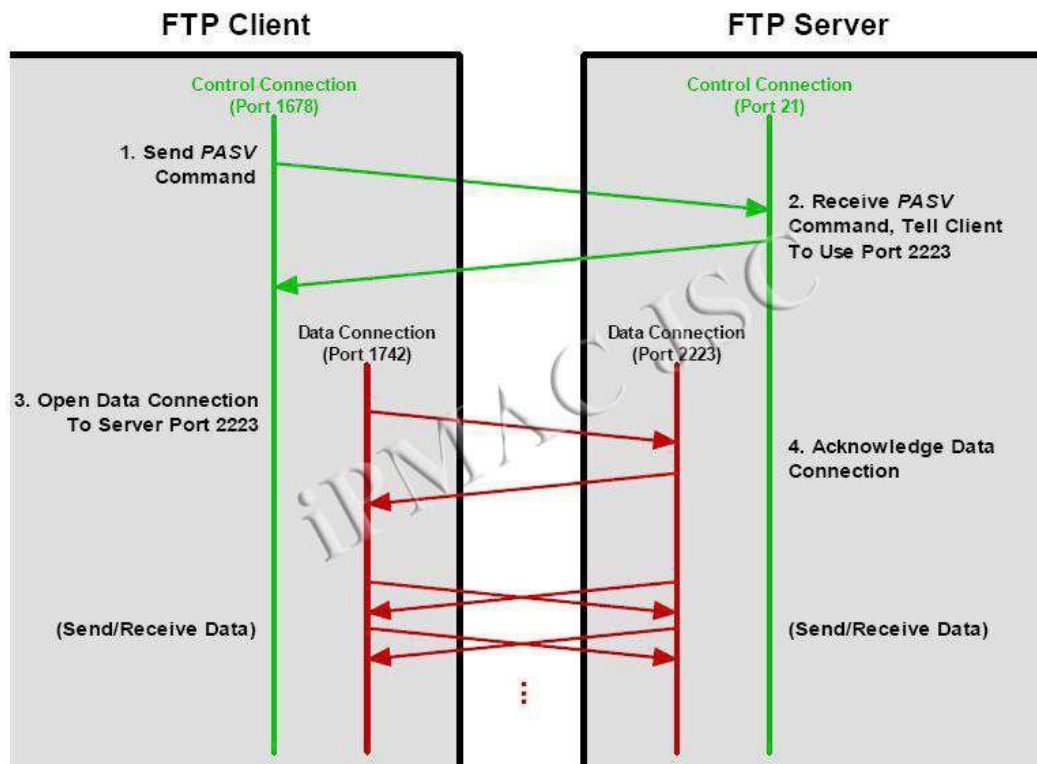 FTP Client
FTP Server
Control Connection
(Port 1678)
Control Connection
(Port 21)
1. Send PASV
Command
2. Receive PASV
Command, Tell Client
To Use Port 2223
Data Connection
(Port 1742)
Data Connection
(Port 2223)
3. Open Data Connection
To Server Port 2223
4. Acknowledge Data
Connection
(Send/Receive Data)
(Send/Receive Data)
iPMAC JSC